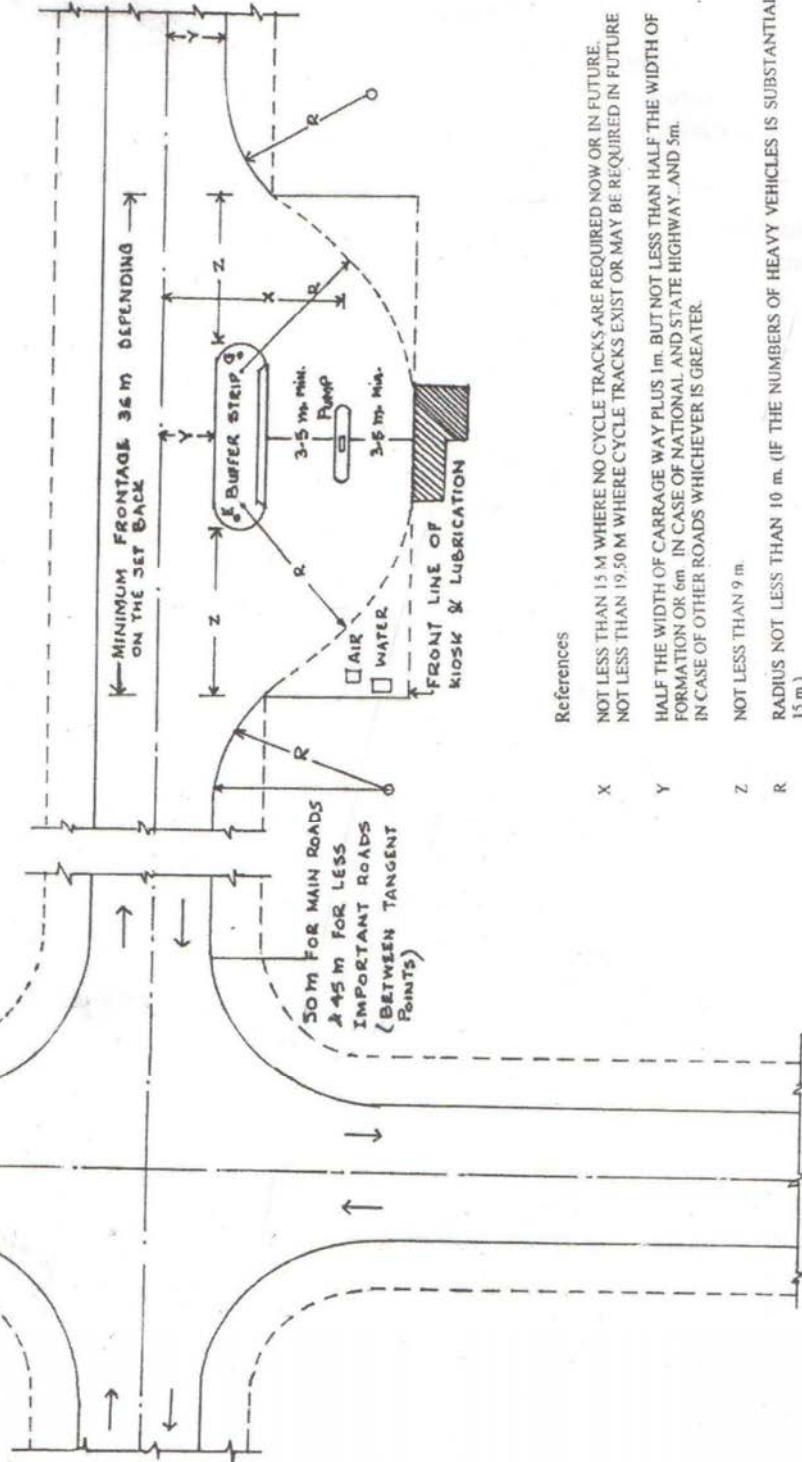 MINIMUM FRONTAGE 36 m DEPENDING
ON THE SET BACK
Y
Y
Z
Z
X
K
K
BUFFER STRIP
R
R
R
R
3·5 m. Min.
PUMP
3·5 m. Min.
AIR
WATER
FRONT LINE OF
KIOSK & LUBRICATION
50 m FOR MAIN ROADS
& 45 m FOR LESS
IMPORTANT ROADS
(BETWEEN TANGENT
POINTS)
References
X NOT LESS THAN 15 M WHERE NO CYCLE TRACKS ARE REQUIRED NOW OR IN FUTURE.
NOT LESS THAN 19.50 M WHERE CYCLE TRACKS EXIST OR MAY BE REQUIRED IN FUTURE
Y HALF THE WIDTH OF CARRAGE WAY PLUS 1m. BUT NOT LESS THAN HALF THE WIDTH OF
FORMATION OR 6m. IN CASE OF NATIONAL AND STATE HIGHWAY..AND 5m.
IN CASE OF OTHER ROADS WHICHEVER IS GREATER.
Z NOT LESS THAN 9 m.
R RADIUS NOT LESS THAN 10 m. (IF THE NUMBERS OF HEAVY VEHICLES IS SUBSTANTIAL
15 m.)